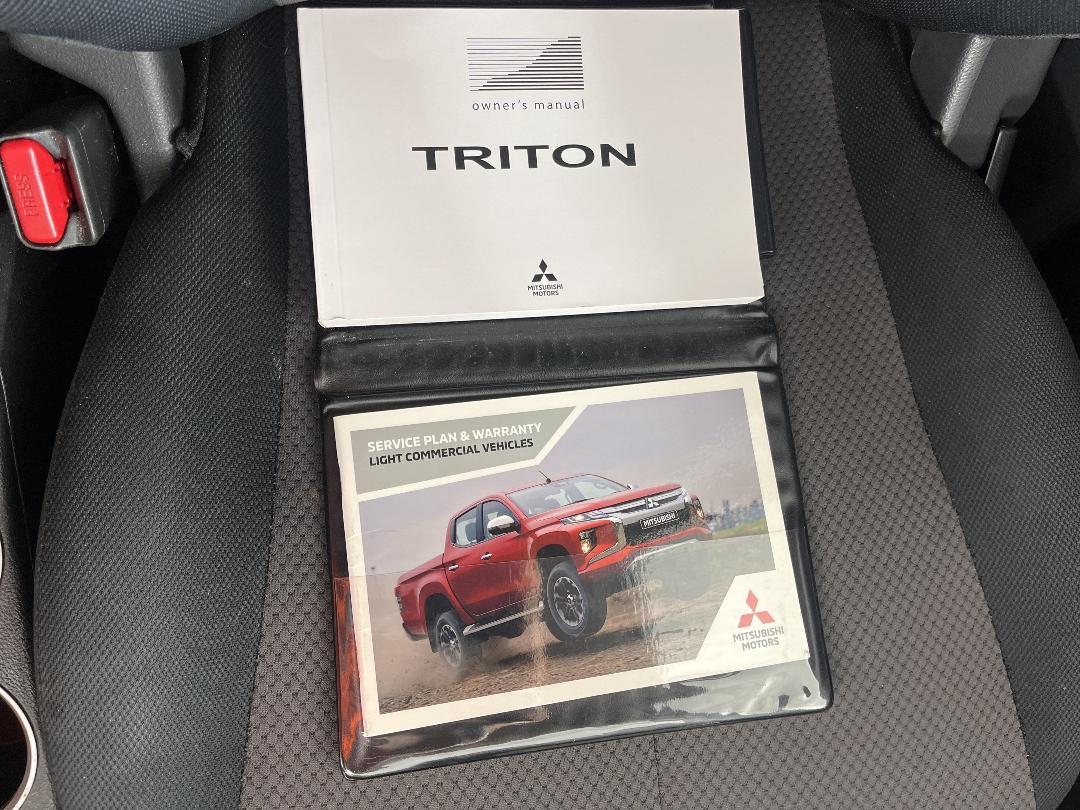 owner's manual
TRITON
MITSUBISHI
MOTORS
PRESS
SERVICE PLAN & WARRANTY
LIGHT COMMERCIAL VEHICLES
MITSUBISHI
MITSUBISHI
MOTORS